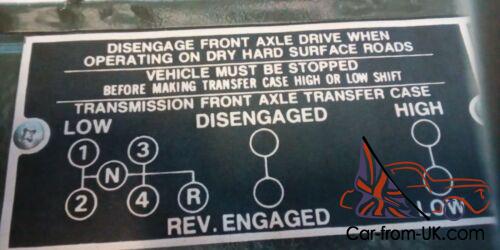 DISENGAGE FRONT AXLE DRIVE WHEN
OPERATING ON DRY HARD SURFACE ROADS
VEHICLE MUST BE STOPPED
BEFORE MAKING TRANSFER CASE HIGH OR LOW SHIFT
TRANSMISSION FRONT AXLE TRANSFER CASE
LOW DISENGAGED HIGH
1 3
N
2 4 R
REV. ENGAGED LOW
Car-from-UK.com